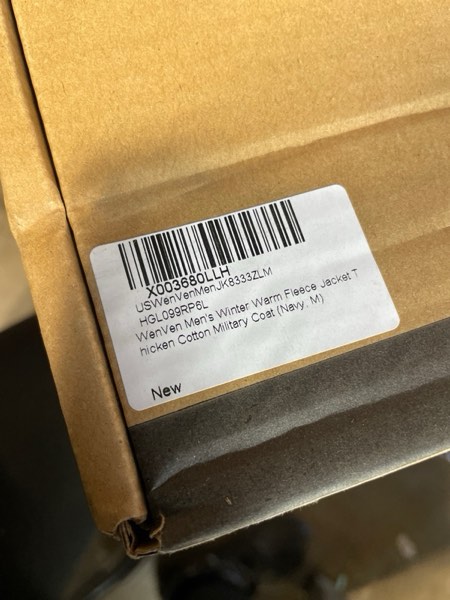 X003680LLH
USWenVenMenJK8333ZLM
HGL099RP6L
WenVen Men's Winter Warm Fleece Jacket T
hicken Cotton Military Coat (Navy, M)
New